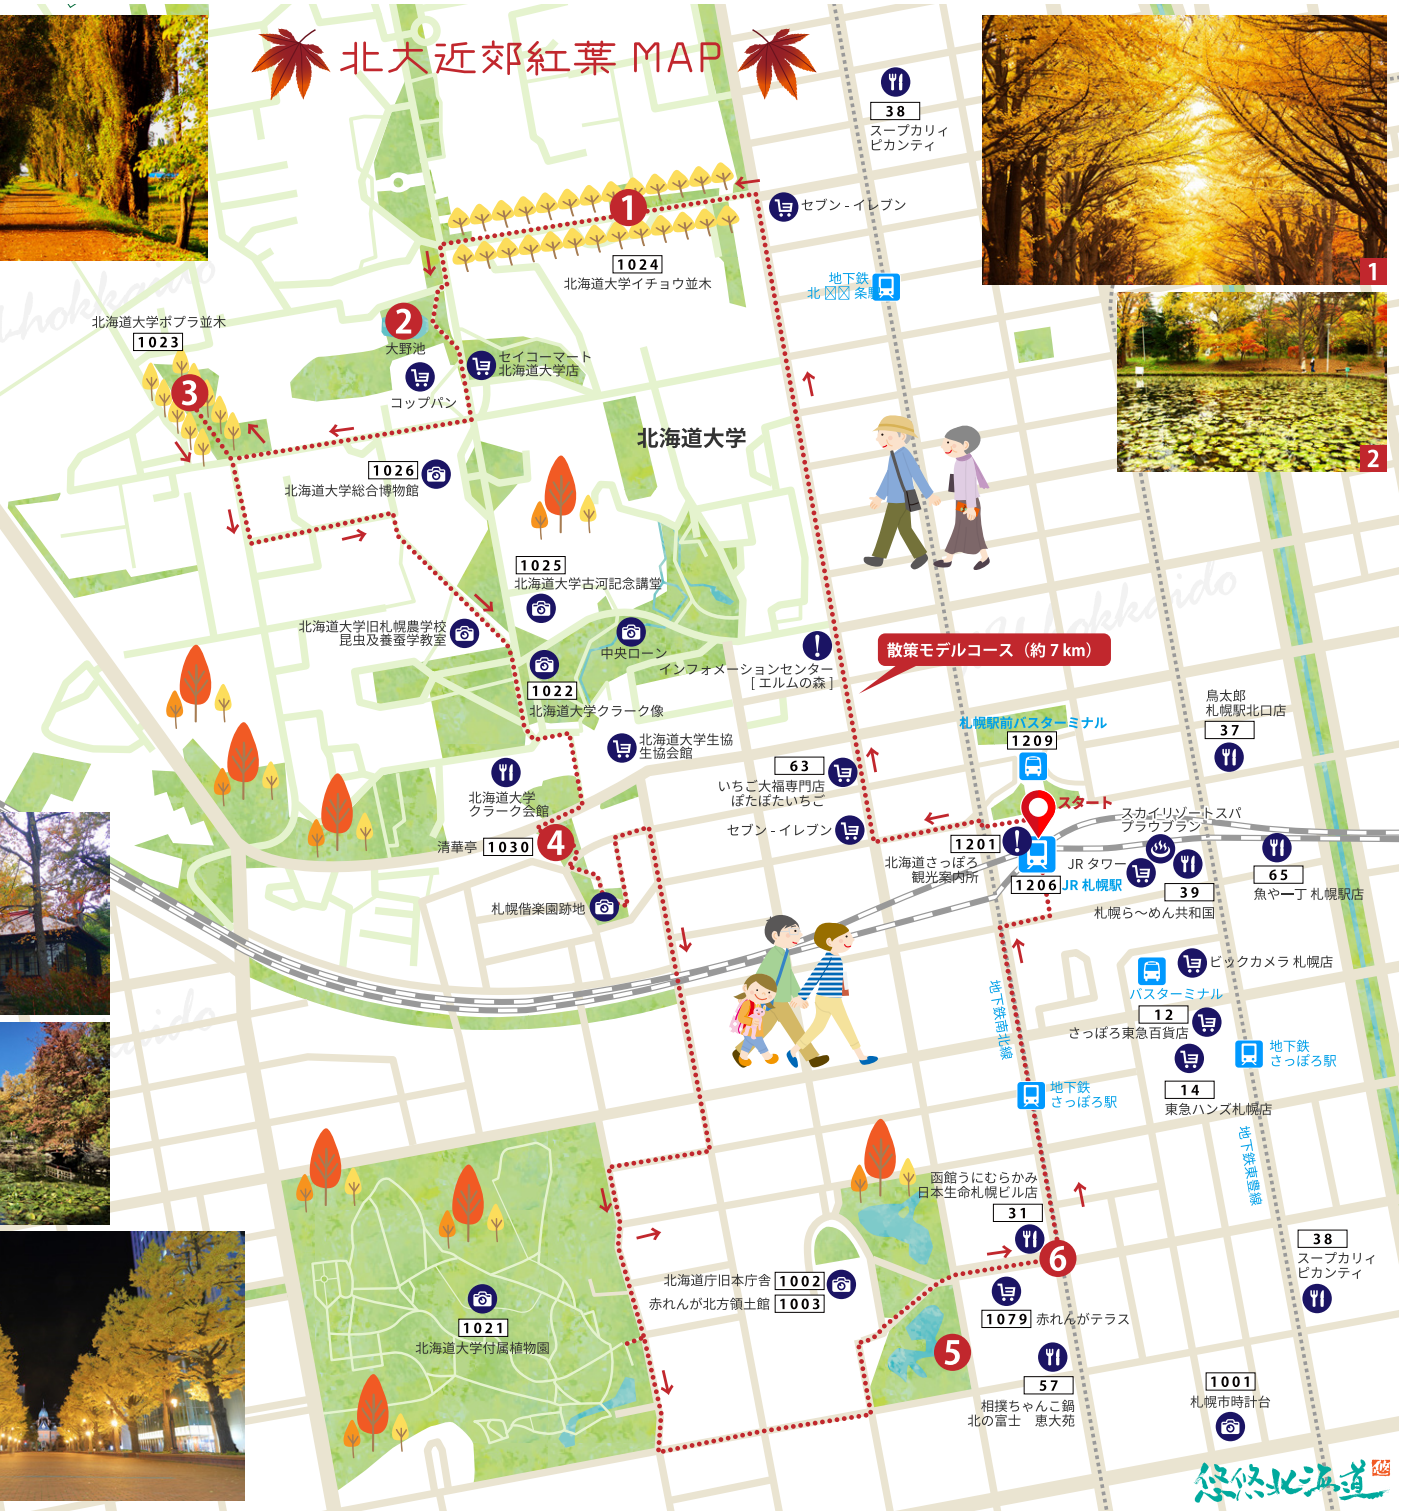 北大近郊紅葉 MAP
38
スープカリィ
ピカンティ
セブン - イレブン
1
1024
北海道大学イチョウ並木
地下鉄
北
条
1
2
大野池
北海道大学ポプラ並木
1023
3
セイコーマート
北海道大学店
コップパン
北海道大学
2
1026
北海道大学総合博物館
1025
北海道大学古河記念講堂
北海道大学旧札幌農学校
昆虫及養蚕学教室
中央ローン
インフォメーションセンター
[ エルムの森 ]
散策モデルコース（約 7 km）
1022
北海道大学クラーク像
北海道大学生協
生協会館
鳥太郎
札幌駅北口店
37
札幌駅前バスターミナル
1209
63
いちご大福専門店
ぽたぽたいちご
北海道大学
クラーク会館
スタート
スカイリゾートスパ
プラウブラン
セブン - イレブン
清華亭 1030
4
1201
北海道さっぽろ
観光案内所
1206
JR 札幌駅
JR タワー
39
札幌ら～めん共和国
65
魚や一丁 札幌駅店
札幌偕楽園跡地
ビックカメラ 札幌店
バスターミナル
12
さっぽろ東急百貨店
地下鉄南北線
地下鉄
さっぽろ駅
14
東急ハンズ札幌店
地下鉄
さっぽろ駅
地下鉄東豊線
函館うにむらかみ
日本生命札幌ビル店
31
6
38
スープカリィ
ピカンティ
北海道庁旧本庁舎 1002
赤れんが北方領土館 1003
1079 赤れんがテラス
1021
北海道大学付属植物園
5
57
相撲ちゃんこ鍋
北の富士　恵大苑
1001
札幌市時計台
悠悠北海道